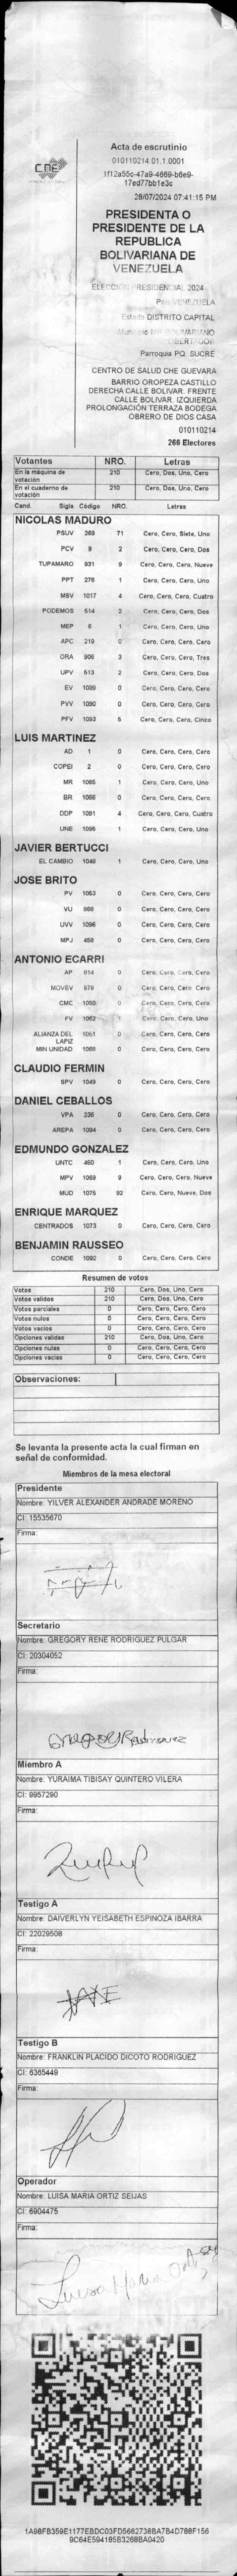 CNE
Acta de escrutinio
010110214.01.1.0001
1f12a55c-47a9-4669-b6e9-
17ed77bb1e3c
28/07/2024 07:41:15 PM
PRESIDENTA O
PRESIDENTE DE LA
REPUBLICA
BOLIVARIANA DE
VENEZUELA
ELECCION PRESIDENCIAL 2024
País VENEZUELA
Estado DISTRITO CAPITAL
Municipio MP. BOLIVARIANO
LIBERTADOR
Parroquia PQ. SUCRE
CENTRO DE SALUD CHE GUEVARA
BARRIO OROPEZA CASTILLO
DERECHA CALLE BOLIVAR. FRENTE
CALLE BOLIVAR. IZQUIERDA
PROLONGACIÓN TERRAZA BODEGA
OBRERO DE DIOS CASA
010110214
266 Electores
Votantes NRO. Letras
En la máquina de votación 210 Cero, Dos, Uno, Cero
En el cuaderno de votación 210 Cero, Dos, Uno, Cero
Cand. Sigla Código NRO. Letras
NICOLAS MADURO
PSUV 269 71 Cero, Cero, Siete, Uno
PCV 9 2 Cero, Cero, Cero, Dos
TUPAMARO 931 9 Cero, Cero, Cero, Nueve
PPT 276 1 Cero, Cero, Cero, Uno
MSV 1017 4 Cero, Cero, Cero, Cuatro
PODEMOS 514 2 Cero, Cero, Cero, Dos
MEP 6 1 Cero, Cero, Cero, Uno
APC 219 0 Cero, Cero, Cero, Cero
ORA 906 3 Cero, Cero, Cero, Tres
UPV 513 2 Cero, Cero, Cero, Dos
EV 1089 0 Cero, Cero, Cero, Cero
PVV 1090 0 Cero, Cero, Cero, Cero
PFV 1093 5 Cero, Cero, Cero, Cinco
LUIS MARTINEZ
AD 1 0 Cero, Cero, Cero, Cero
COPEI 2 0 Cero, Cero, Cero, Cero
MR 1065 1 Cero, Cero, Cero, Uno
BR 1066 0 Cero, Cero, Cero, Cero
DDP 1091 4 Cero, Cero, Cero, Cuatro
UNE 1095 1 Cero, Cero, Cero, Uno
JAVIER BERTUCCI
EL CAMBIO 1048 1 Cero, Cero, Cero, Uno
JOSE BRITO
PV 1053 0 Cero, Cero, Cero, Cero
VU 868 0 Cero, Cero, Cero, Cero
UVV 1096 0 Cero, Cero, Cero, Cero
MPJ 458 0 Cero, Cero, Cero, Cero
ANTONIO ECARRI
AP 814 0 Cero, Cero, Cero, Cero
MOVEV 978 0 Cero, Cero, Cero, Cero
CMC 1050 0 Cero, Cero, Cero, Cero
FV 1062 1 Cero, Cero, Cero, Uno
ALIANZA DEL LAPIZ 1051 0 Cero, Cero, Cero, Cero
MIN UNIDAD 1068 0 Cero, Cero, Cero, Cero
CLAUDIO FERMIN
SPV 1049 0 Cero, Cero, Cero, Cero
DANIEL CEBALLOS
VPA 236 0 Cero, Cero, Cero, Cero
AREPA 1094 0 Cero, Cero, Cero, Cero
EDMUNDO GONZALEZ
UNTC 460 1 Cero, Cero, Cero, Uno
MPV 1069 9 Cero, Cero, Cero, Nueve
MUD 1075 92 Cero, Cero, Nueve, Dos
ENRIQUE MARQUEZ
CENTRADOS 1073 0 Cero, Cero, Cero, Cero
BENJAMIN RAUSSEO
CONDE 1092 0 Cero, Cero, Cero, Cero
Resumen de votos
Votos 210 Cero, Dos, Uno, Cero
Votos validos 210 Cero, Dos, Uno, Cero
Votos parciales 0 Cero, Cero, Cero, Cero
Votos nulos 0 Cero, Cero, Cero, Cero
Votos vacios 0 Cero, Cero, Cero, Cero
Opciones validas 210 Cero, Dos, Uno, Cero
Opciones nulas 0 Cero, Cero, Cero, Cero
Opciones vacias 0 Cero, Cero, Cero, Cero
Observaciones:
Se levanta la presente acta la cual firman en
señal de conformidad.
Miembros de la mesa electoral
Presidente
Nombre: YILVER ALEXANDER ANDRADE MORENO
CI: 15535670
Firma:
Secretario
Nombre: GREGORY RENE RODRIGUEZ PULGAR
CI: 20304052
Firma:
Miembro A
Nombre: YURAIMA TIBISAY QUINTERO VILERA
CI: 9957290
Firma:
Testigo A
Nombre: DAIVERLYN YEISABETH ESPINOZA IBARRA
CI: 22029508
Firma:
Testigo B
Nombre: FRANKLIN PLACIDO DICOTO RODRIGUEZ
CI: 6365449
Firma:
Operador
Nombre: LUISA MARIA ORTIZ SEIJAS
CI: 6904475
Firma:
Luisa Maria
1A98FB359E1177EBDC03FD5662738BA7B4D788F156
9C64E594185B3268BA0420